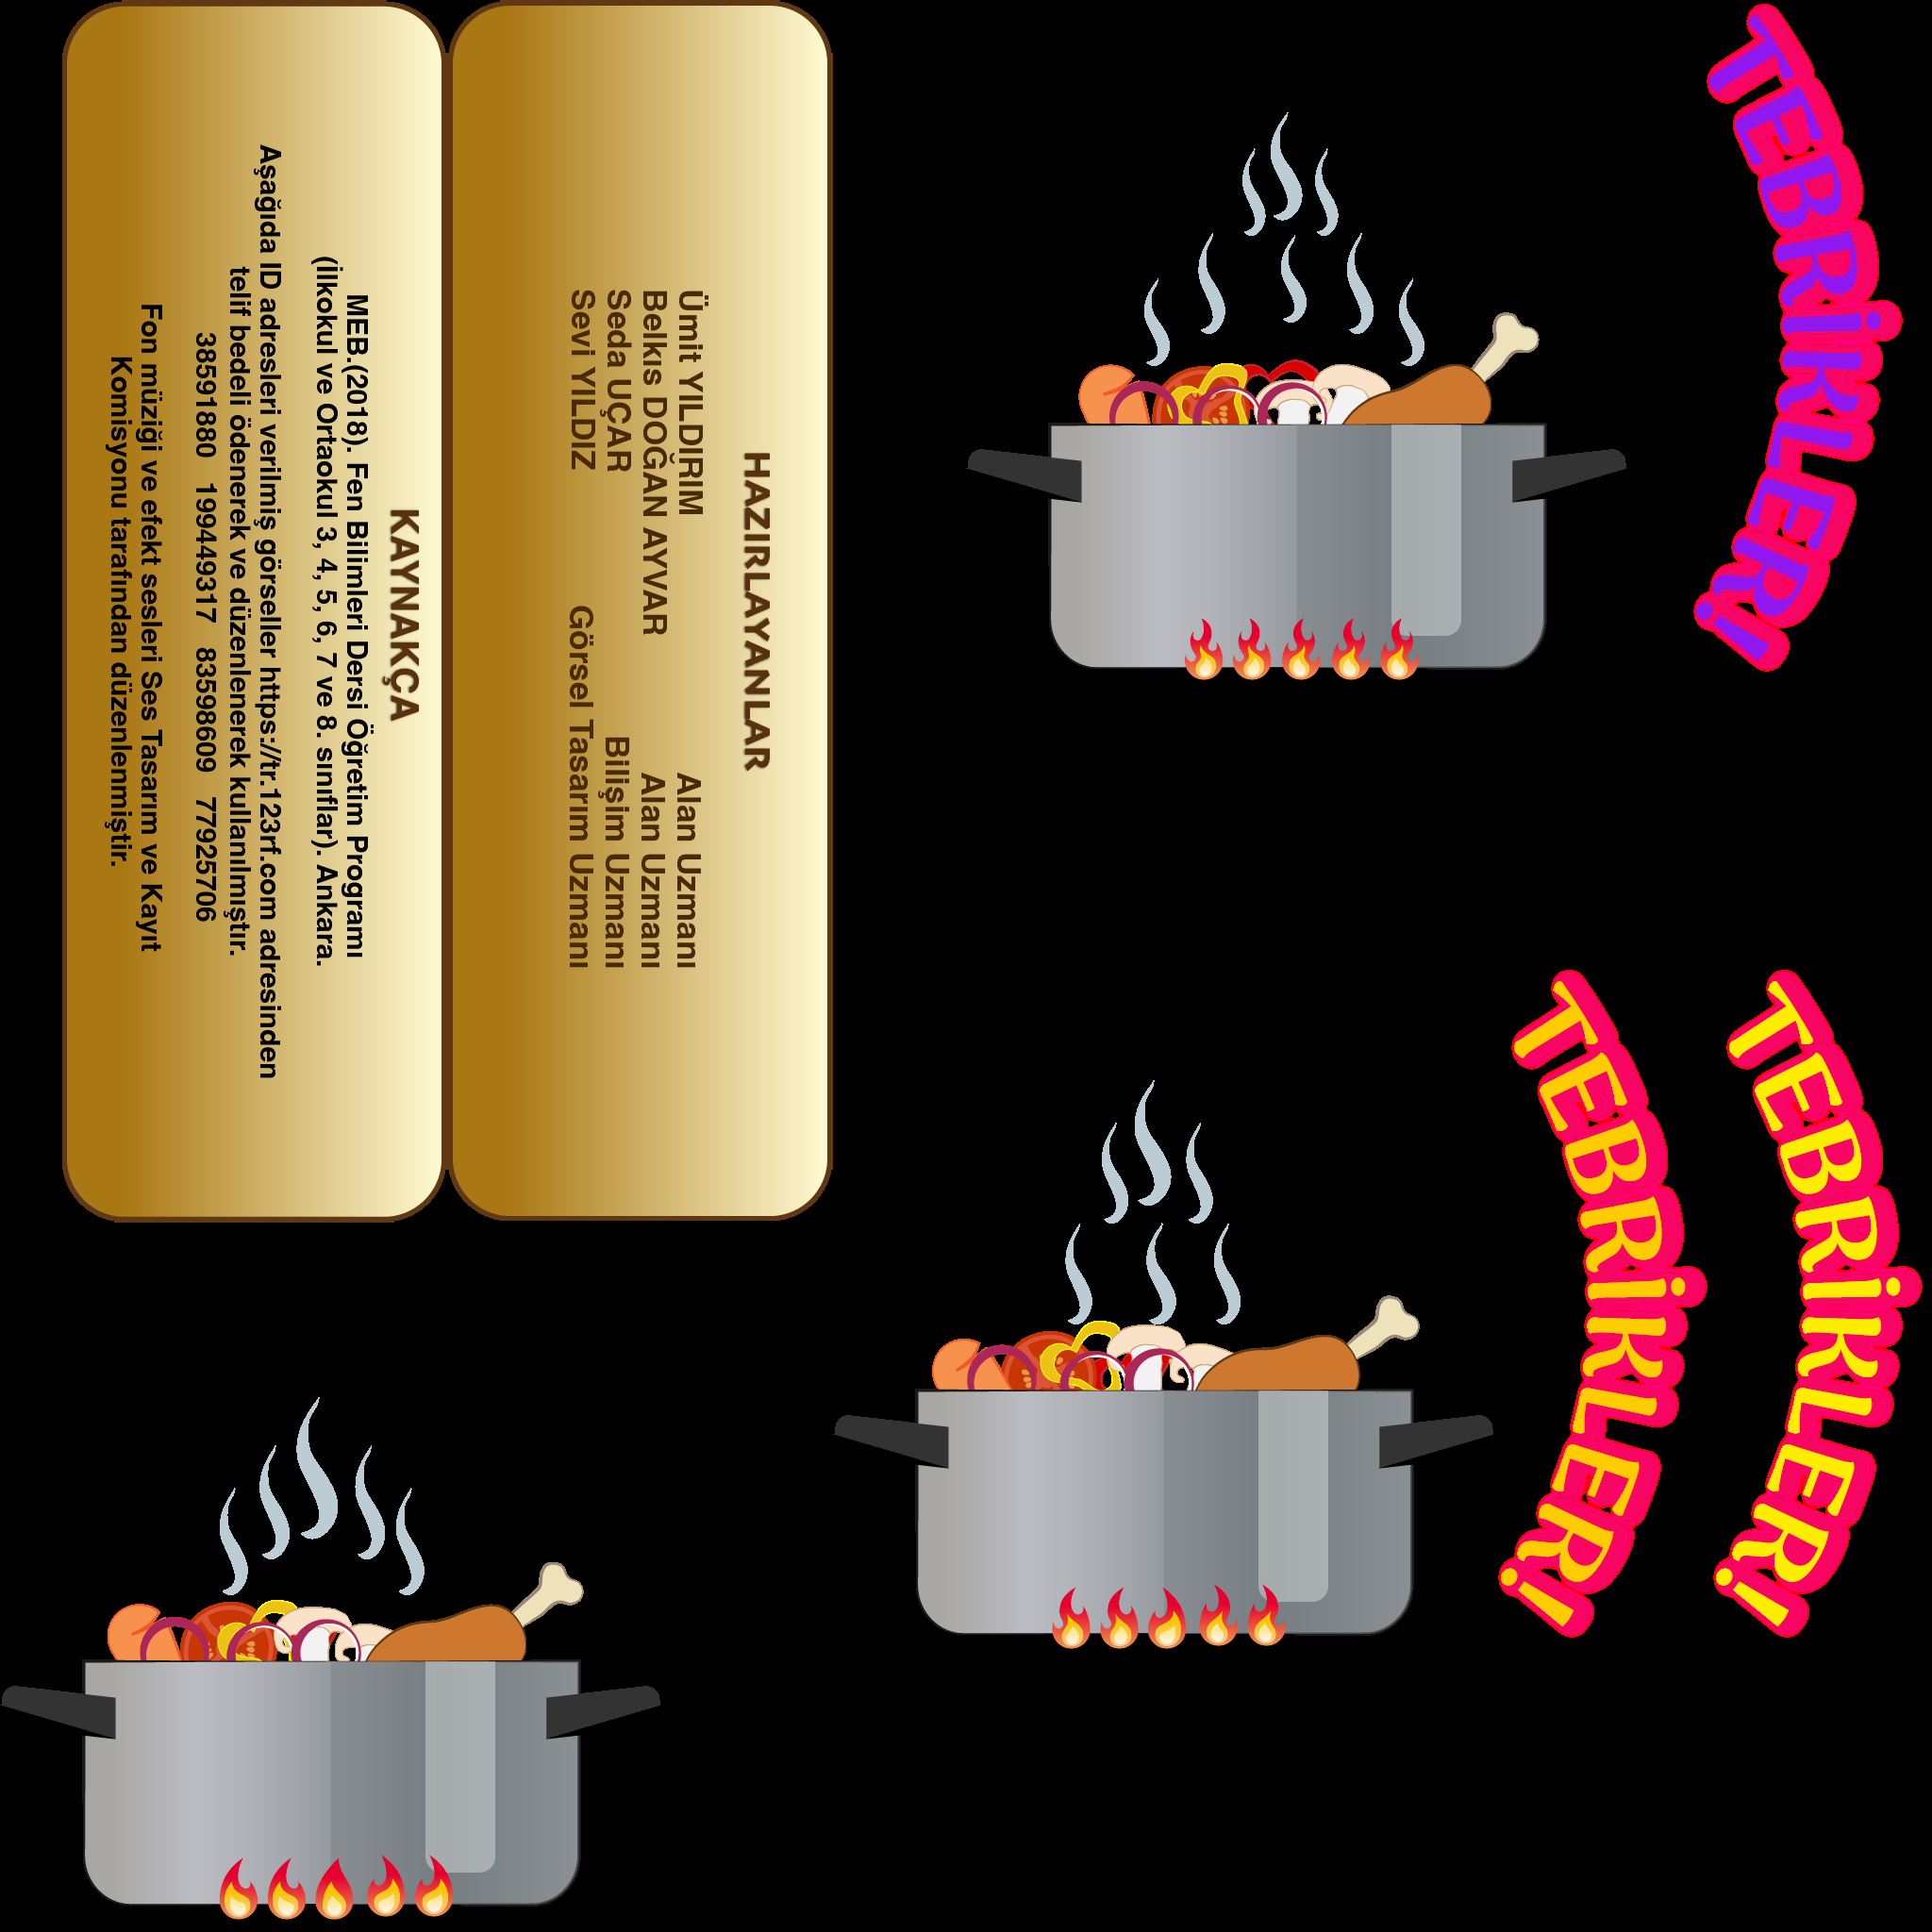 HAZIRLAYANLAR
Ümit YILDIRIM Alan Uzmanı
Belkıs DOĞAN AYVAR Alan Uzmanı
Seda UÇAR Bilişim Uzmanı
Sevi YILDIZ Görsel Tasarım Uzmanı
KAYNAKÇA
MEB.(2018). Fen Bilimleri Dersi Öğretim Programı
(İlkokul ve Ortaokul 3, 4, 5, 6, 7 ve 8. sınıflar). Ankara.
Aşağıda ID adresleri verilmiş görseller https://tr.123rf.com adresinden
telif bedeli ödenerek ve düzenlenerek kullanılmıştır.
38591880 19944931 7 83598609 77925706
Fon müziği ve efekt sesleri Ses Tasarım ve Kayıt
Komisyonu tarafından düzenlenmiştir.
TEBRİKLER!
TEBRİKLER!
TEBRİKLER!